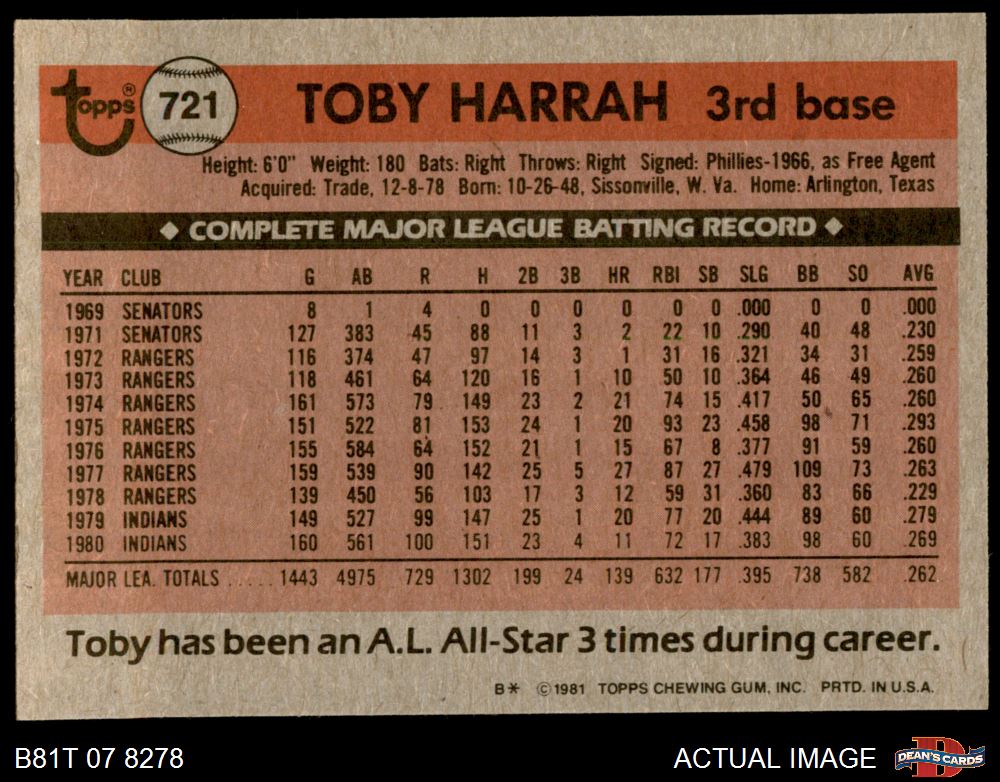 topps® 721 TOBY HARRAH 3rd base
Height: 6'0" Weight: 180 Bats: Right Throws: Right Signed: Phillies-1966, as Free Agent
Acquired: Trade, 12-8-78 Born: 10-26-48, Sissonville, W. Va. Home: Arlington, Texas
◆ COMPLETE MAJOR LEAGUE BATTING RECORD ◆
YEAR CLUB G AB R H 2B 3B HR RBI SB SLG BB SO AVG
1969 SENATORS 8 1 4 0 0 0 0 0 0 .000 0 0 .000
1971 SENATORS 127 383 45 88 11 3 2 22 10 .290 40 48 .230
1972 RANGERS 116 374 47 97 14 3 1 31 16 .321 34 31 .259
1973 RANGERS 118 461 64 120 16 1 10 50 10 .364 46 49 .260
1974 RANGERS 161 573 79 149 23 2 21 74 15 .417 50 65 .260
1975 RANGERS 151 522 81 153 24 1 20 93 23 .458 98 71 .293
1976 RANGERS 155 584 64 152 21 1 15 67 8 .377 91 59 .260
1977 RANGERS 159 539 90 142 25 5 27 87 27 .479 109 73 .263
1978 RANGERS 139 450 56 103 17 3 12 59 31 .360 83 66 .229
1979 INDIANS 149 527 99 147 25 1 20 77 20 .444 89 60 .279
1980 INDIANS 160 561 100 151 23 4 11 72 17 .383 98 60 .269
MAJOR LEA. TOTALS ..... 1443 4975 729 1302 199 24 139 632 177 .395 738 582 .262
Toby has been an A.L. All-Star 3 times during career.
B* ©1981 TOPPS CHEWING GUM, INC. PRTD. IN U.S.A.
B81T 07 8278 ACTUAL IMAGE D DEAN'S CARDS